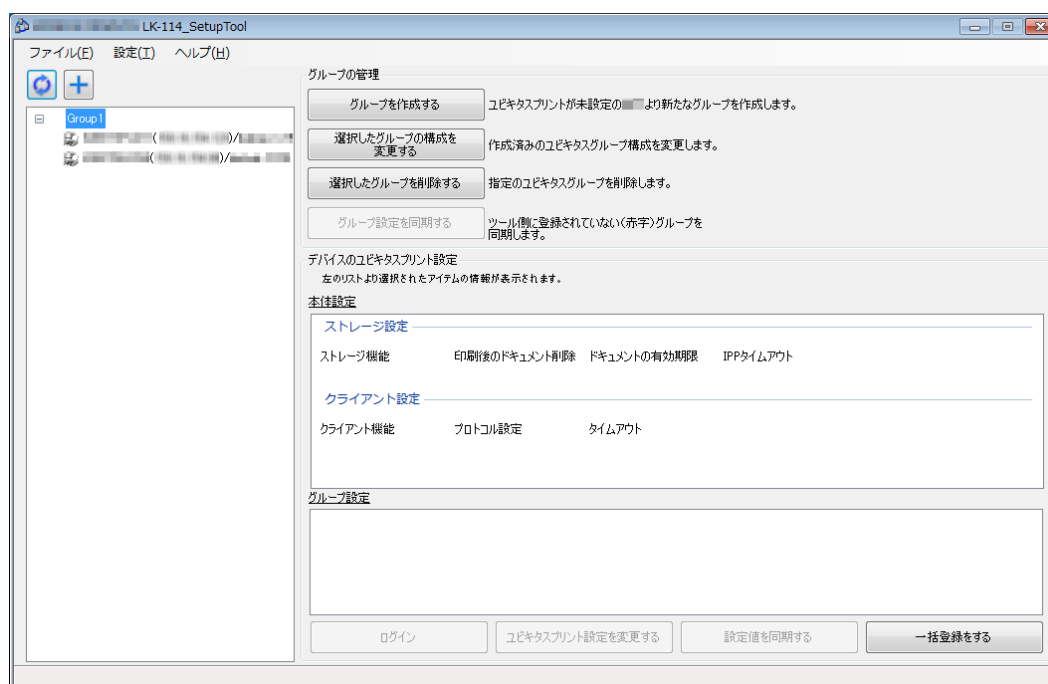 LK-114_SetupTool
ファイル(F) 設定(T) ヘルプ(H)
グループの管理
グループを作成する
ユビキタスプリントが未設定の より新たなグループを作成します。
選択したグループの構成を
変更する
作成済みのユビキタスグループ構成を変更します。
選択したグループを削除する
指定のユビキタスグループを削除します。
グループ設定を同期する
ツール側に登録されていない(赤字)グループを
同期します。
Group1
( )/
( )/
デバイスのユビキタスプリント設定
左のリストより選択されたアイテムの情報が表示されます。
本体設定
ストレージ設定
ストレージ機能 印刷後のドキュメント削除 ドキュメントの有効期限 IPPタイムアウト
クライアント設定
クライアント機能 プロトコル設定 タイムアウト
グループ設定
ログイン ユビキタスプリント設定を変更する 設定値を同期する 一括登録をする